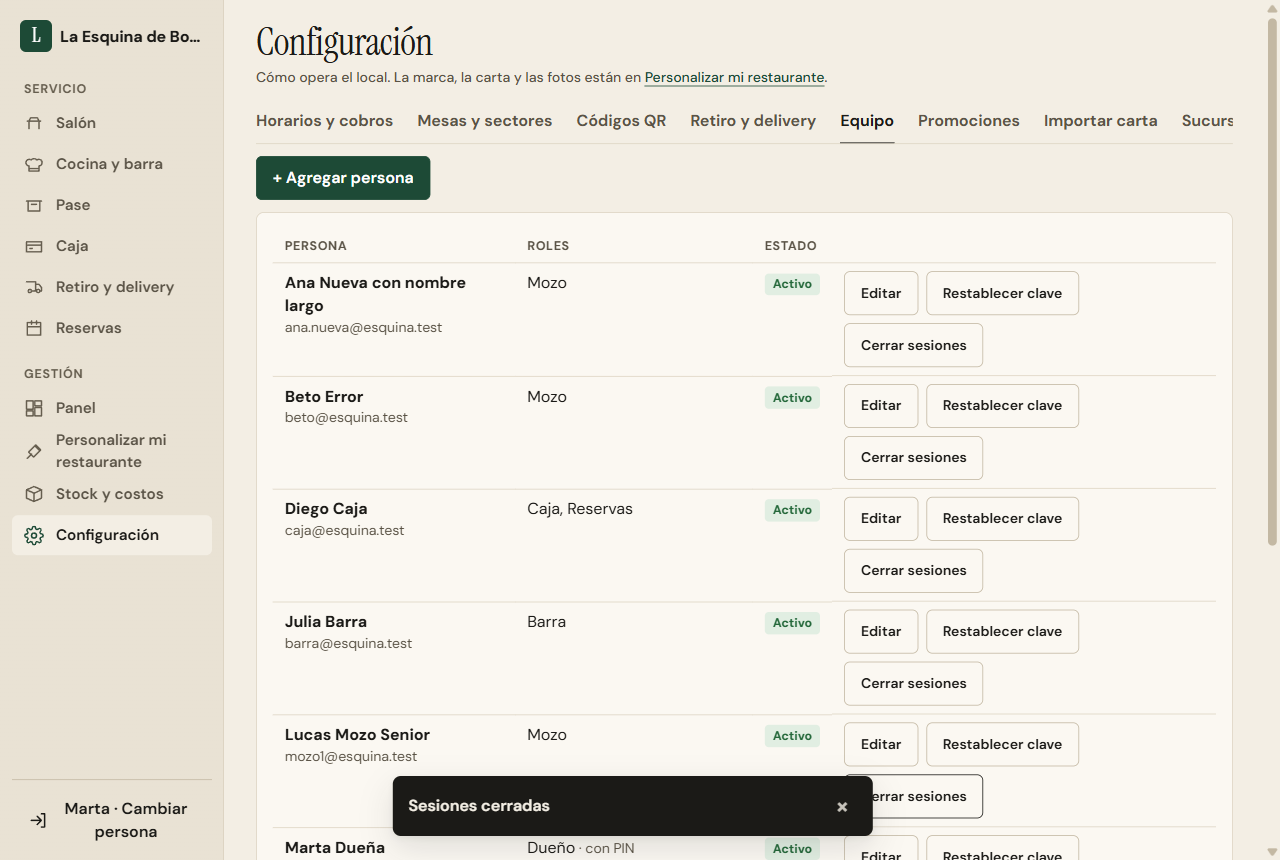 L
La Esquina de Bo...
SERVICIO
Salón
Cocina y barra
Pase
Caja
Retiro y delivery
Reservas
GESTIÓN
Panel
Personalizar mi
restaurante
Stock y costos
Configuración
Marta · Cambiar
persona
Configuración
Cómo opera el local. La marca, la carta y las fotos están en Personalizar mi restaurante.
Horarios y cobros Mesas y sectores Códigos QR Retiro y delivery Equipo Promociones Importar carta Sucurs
+ Agregar persona
PERSONA ROLES ESTADO
Ana Nueva con nombre
largo
ana.nueva@esquina.test
Mozo
Activo
Editar Restablecer clave
Cerrar sesiones
Beto Error
beto@esquina.test
Mozo
Activo
Editar Restablecer clave
Cerrar sesiones
Diego Caja
caja@esquina.test
Caja, Reservas
Activo
Editar Restablecer clave
Cerrar sesiones
Julia Barra
barra@esquina.test
Barra
Activo
Editar Restablecer clave
Cerrar sesiones
Lucas Mozo Senior
mozo1@esquina.test
Mozo
Activo
Editar Restablecer clave
errar sesiones
Sesiones cerradas ×
Marta Dueña
Dueño · con PIN
Activo
Editar Restablecer clave